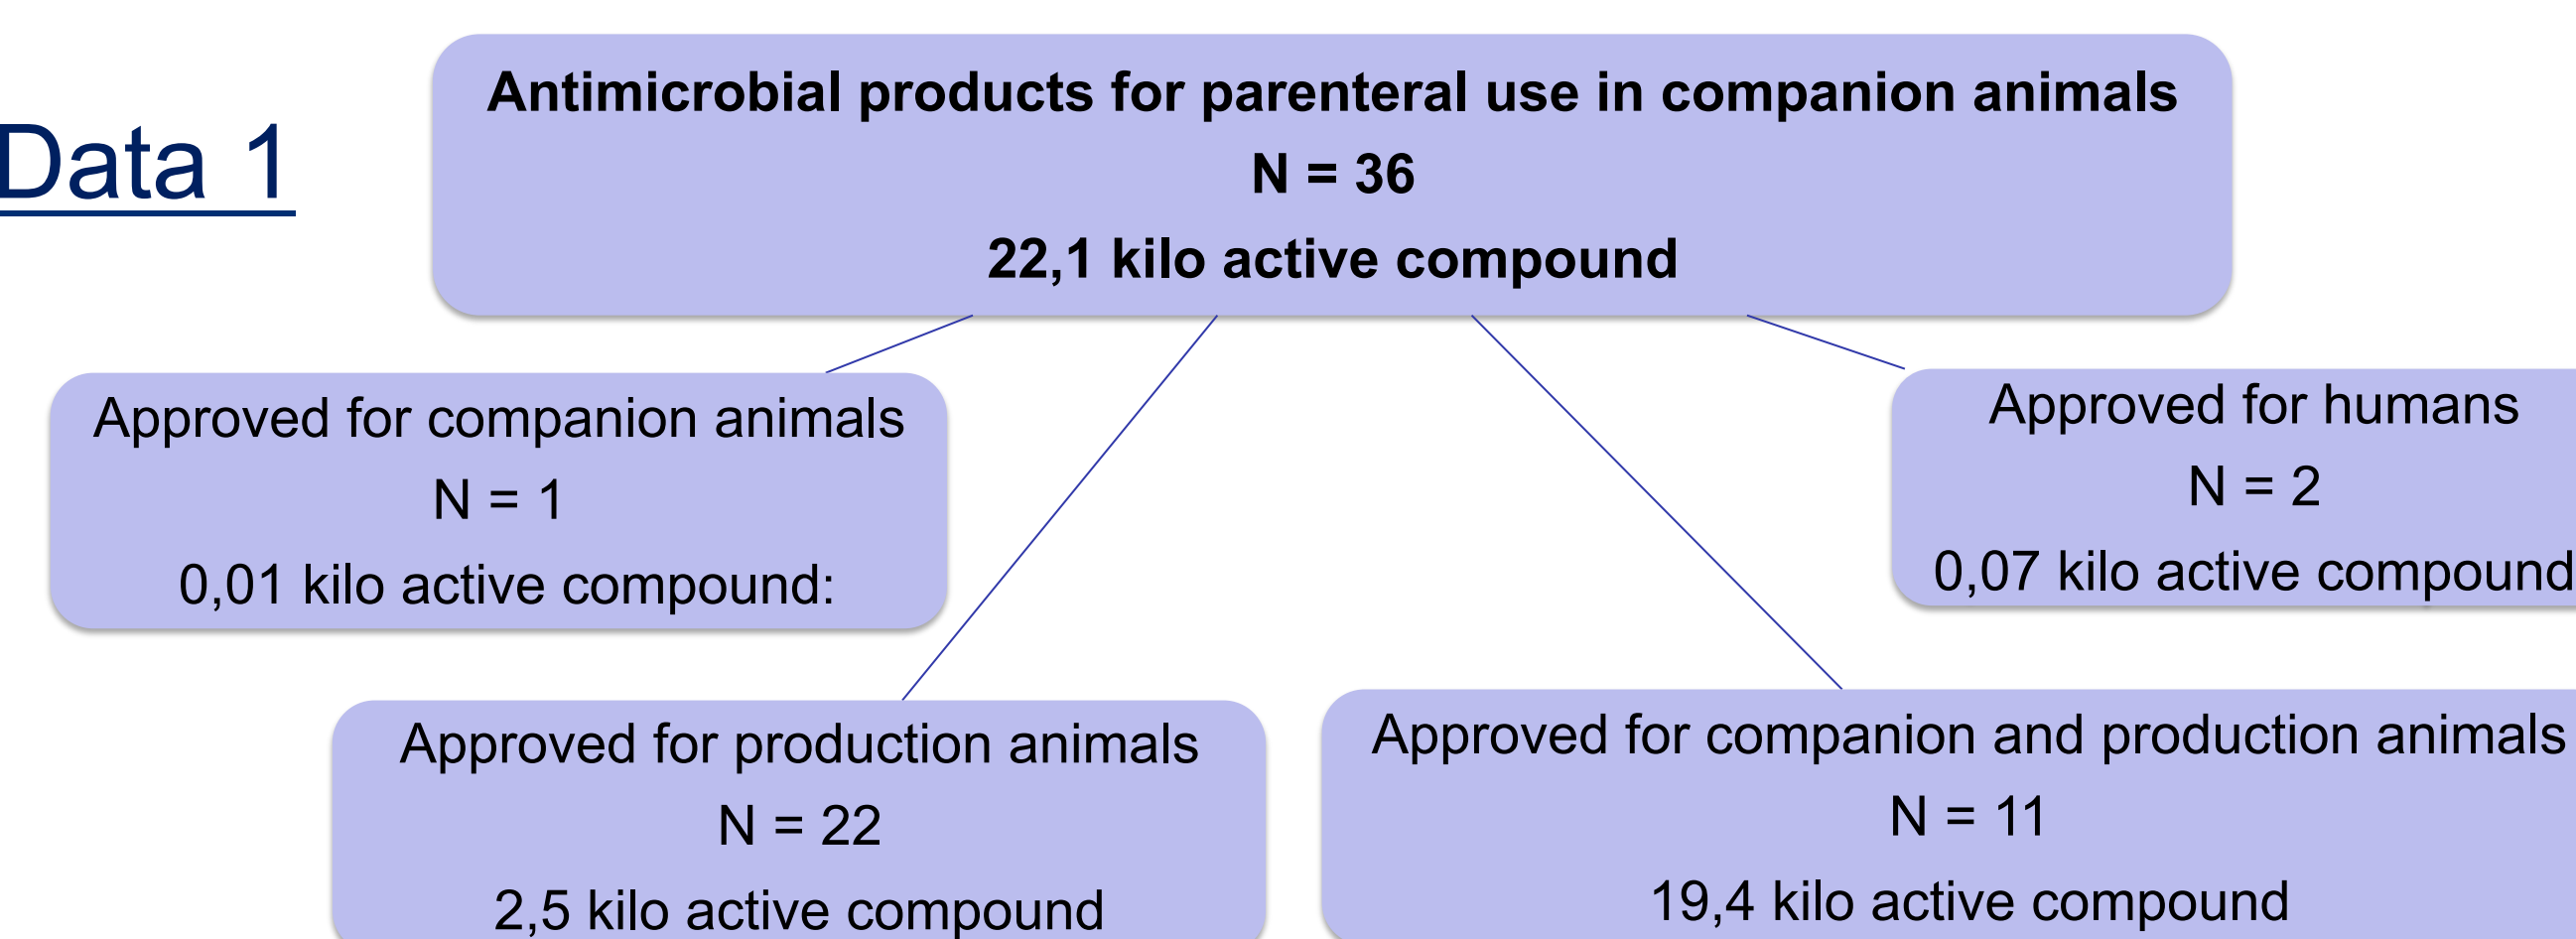 Data 1
Antimicrobial products for parenteral use in companion animals
N = 36
22,1 kilo active compound
Approved for companion animals
N = 1
0,01 kilo active compound:
Approved for humans
N = 2
0,07 kilo active compound
Approved for production animals
N = 22
2,5 kilo active compound
Approved for companion and production animals
N = 11
19,4 kilo active compound